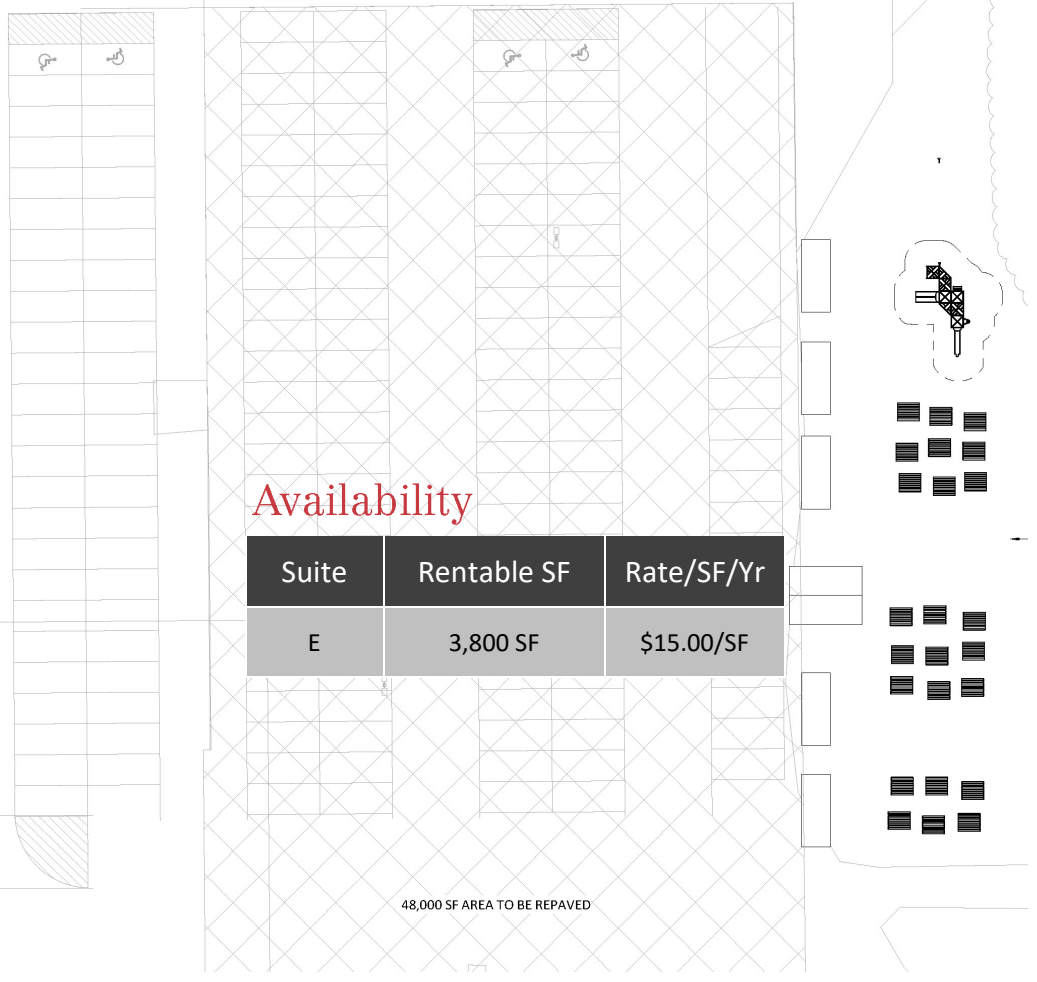 Availability
Suite Rentable SF Rate/SF/Yr
E 3,800 SF $15.00/SF
48,000 SF AREA TO BE REPAVED